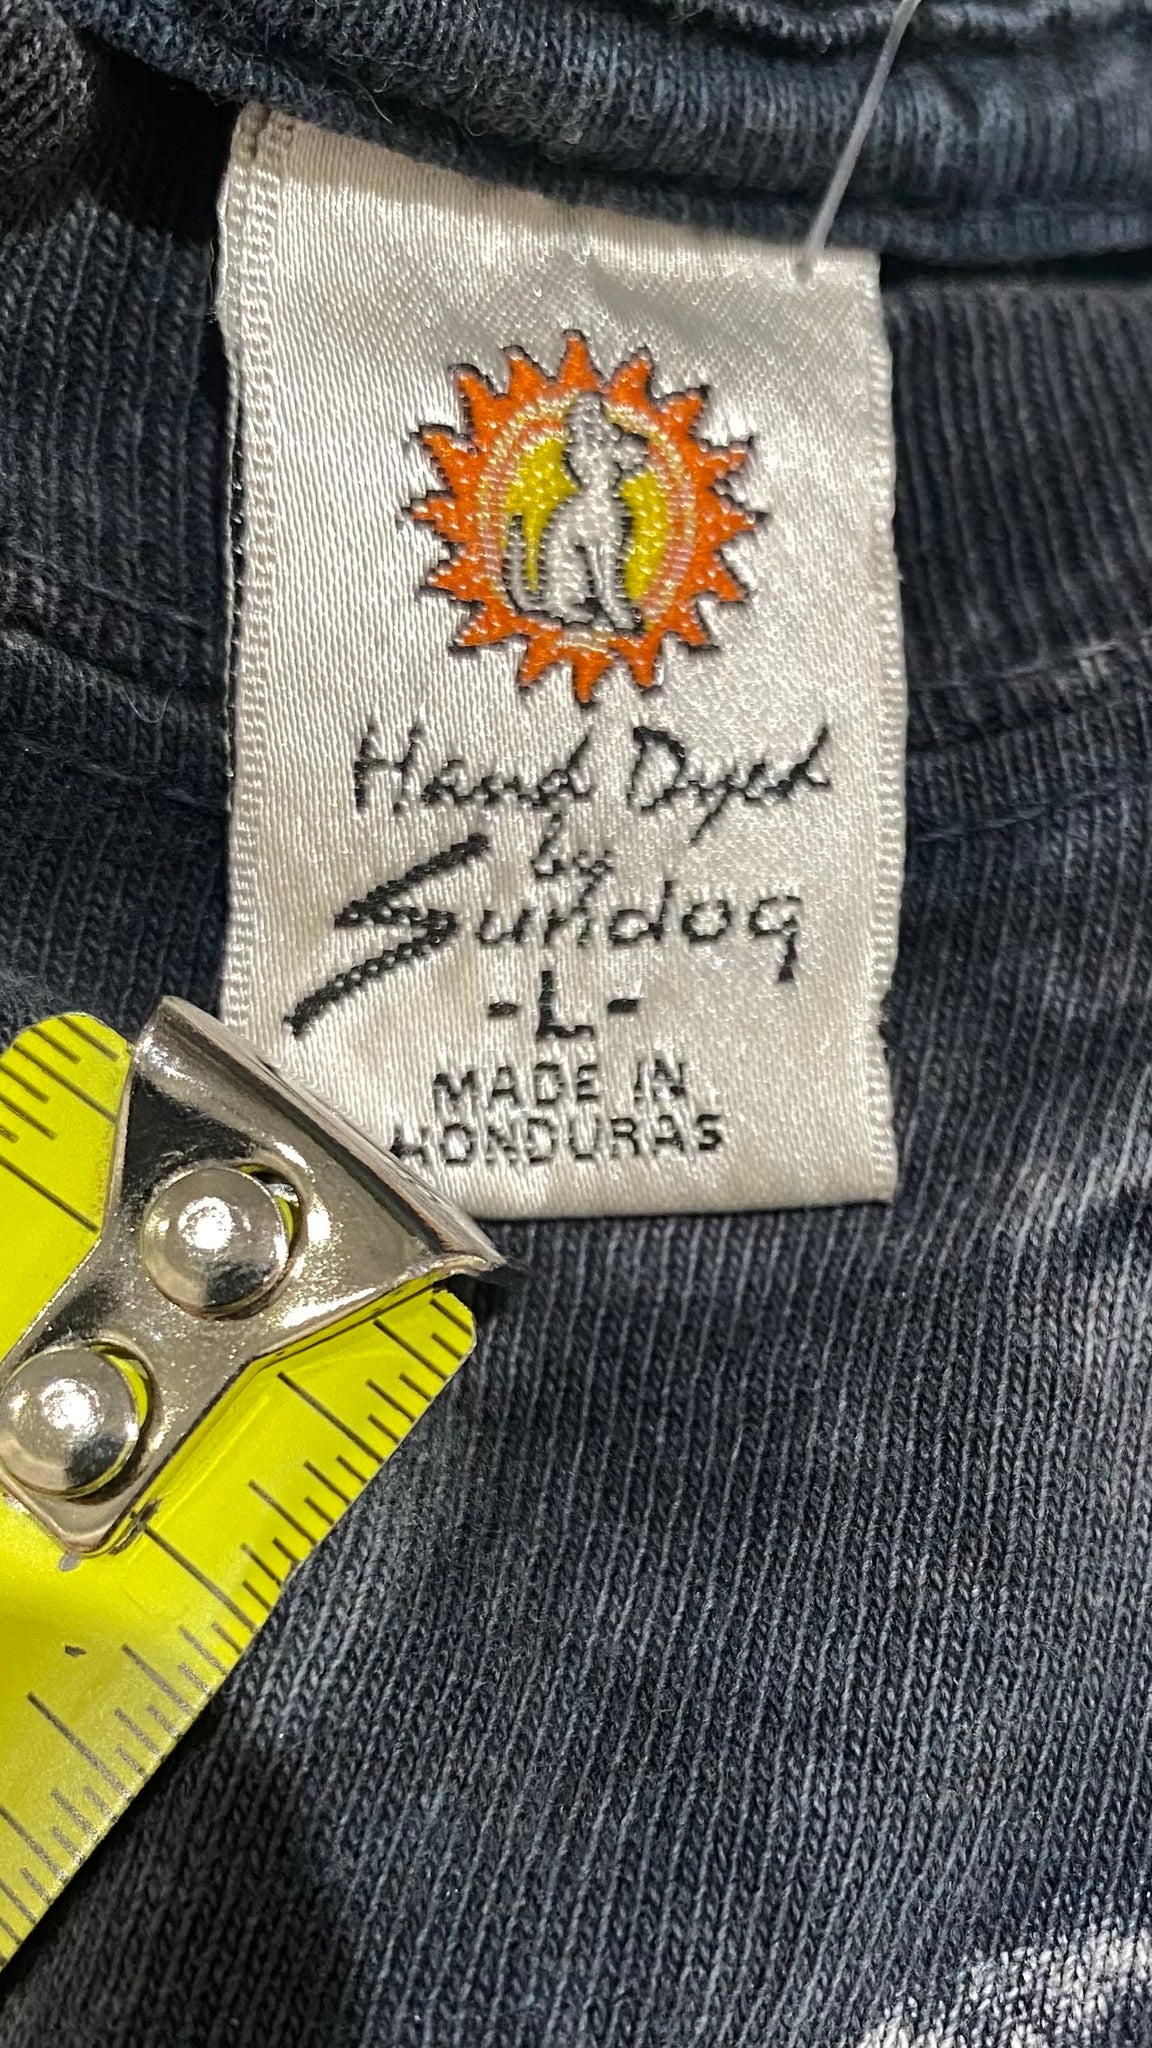 Hand Dyed
by
Sundog
-L-
MADE IN
HONDURAS